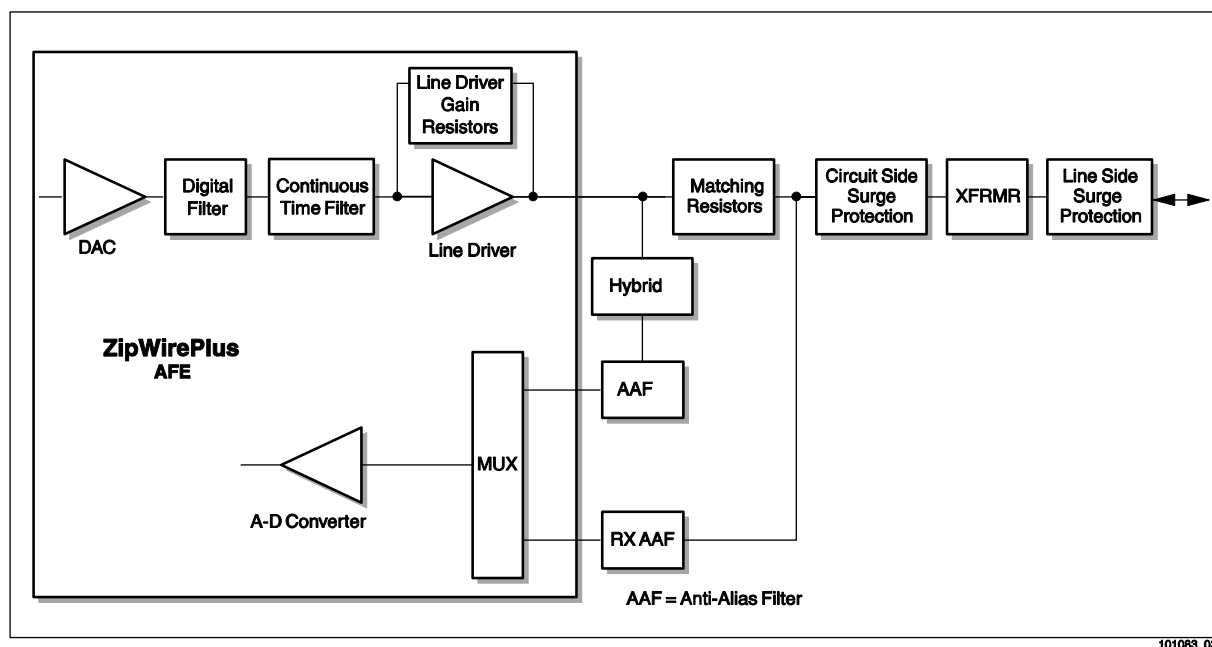 Line Driver
Gain
Resistors
DAC
Digital
Filter
Continuous
Time Filter
Line Driver
Matching
Resistors
Circuit Side
Surge
Protection
XFRMR
Line Side
Surge
Protection
Hybrid
ZipWirePlus
AFE
AAF
MUX
A-D Converter
RX AAF
AAF = Anti-Alias Filter